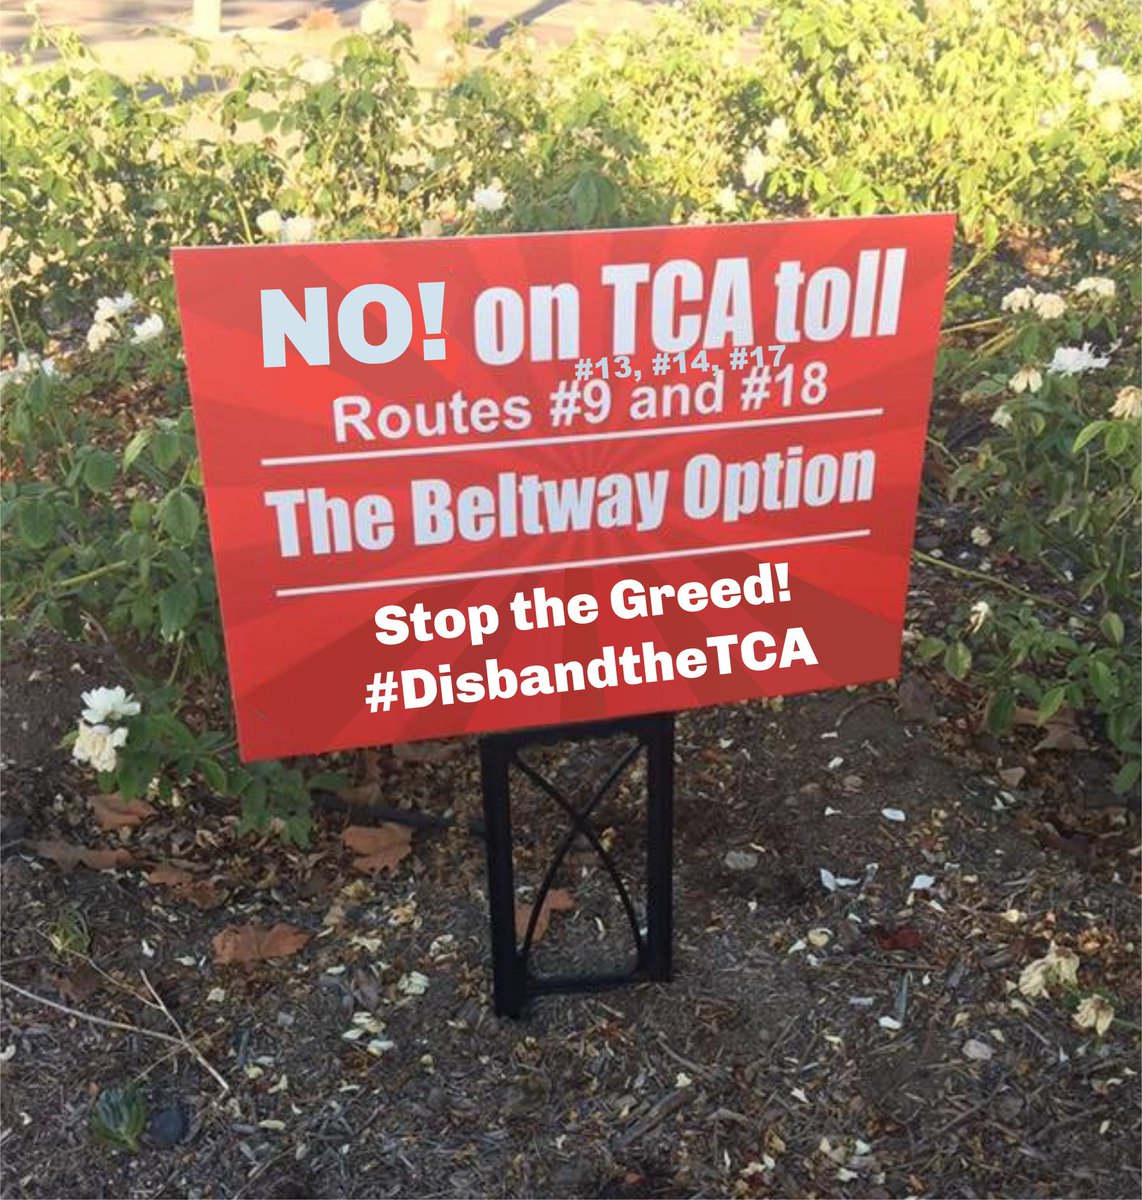 NO! on TCA toll
#13, #14, #17
Routes #9 and #18
The Beltway Option
Stop the Greed!
#DisbandtheTCA